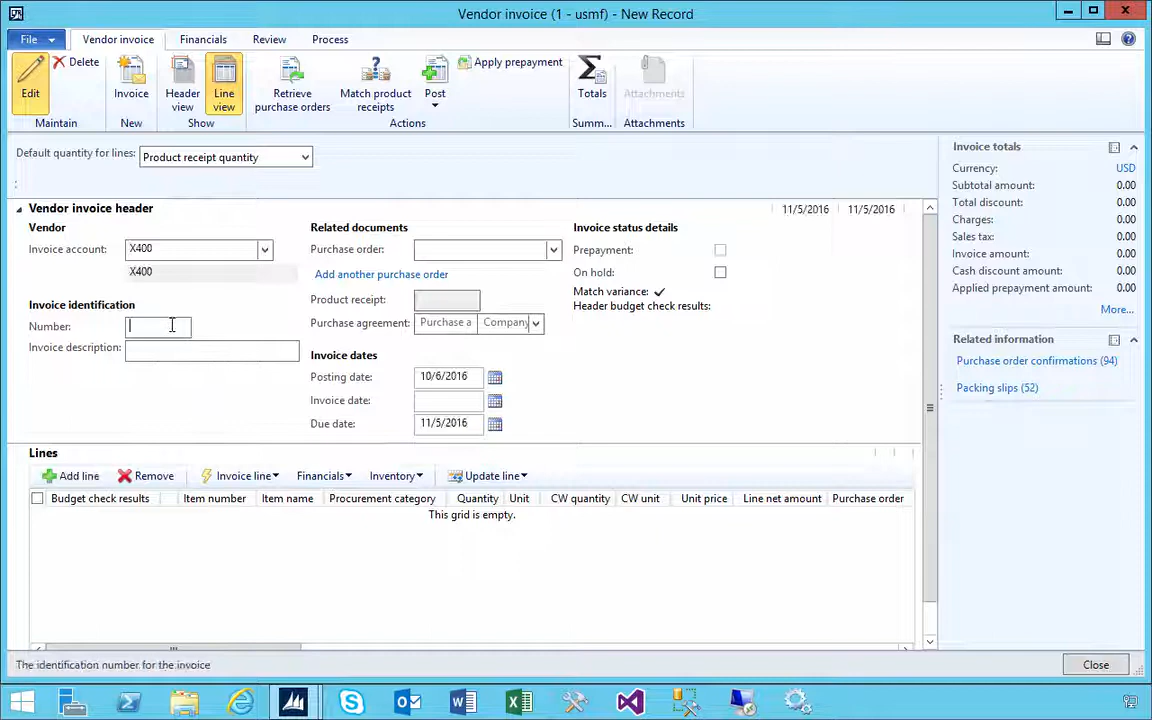 Vendor invoice (1 - usmf) - New Record
File
Vendor invoice
Financials
Review
Process
Edit
Delete
Maintain
Invoice
New
Header view
Line view
Show
Retrieve purchase orders
Match product receipts
Post
Apply prepayment
Actions
Totals
Summ...
Attachments
Attachments
Default quantity for lines:
Product receipt quantity
Vendor invoice header
11/5/2016
11/5/2016
Vendor
Invoice account:
X400
X400
Invoice identification
Number:
Invoice description:
Related documents
Purchase order:
Add another purchase order
Product receipt:
Purchase agreement:
Purchase a
Company
Invoice dates
Posting date:
10/6/2016
Invoice date:
Due date:
11/5/2016
Invoice status details
Prepayment:
On hold:
Match variance:
Header budget check results:
Lines
Add line
Remove
Invoice line
Financials
Inventory
Update line
Budget check results
Item number
Item name
Procurement category
Quantity
Unit
CW quantity
CW unit
Unit price
Line net amount
Purchase order
This grid is empty.
Invoice totals
Currency: USD
Subtotal amount: 0.00
Total discount: 0.00
Charges: 0.00
Sales tax: 0.00
Invoice amount: 0.00
Cash discount amount: 0.00
Applied prepayment amount: 0.00
More...
Related information
Purchase order confirmations (94)
Packing slips (52)
The identification number for the invoice
Close